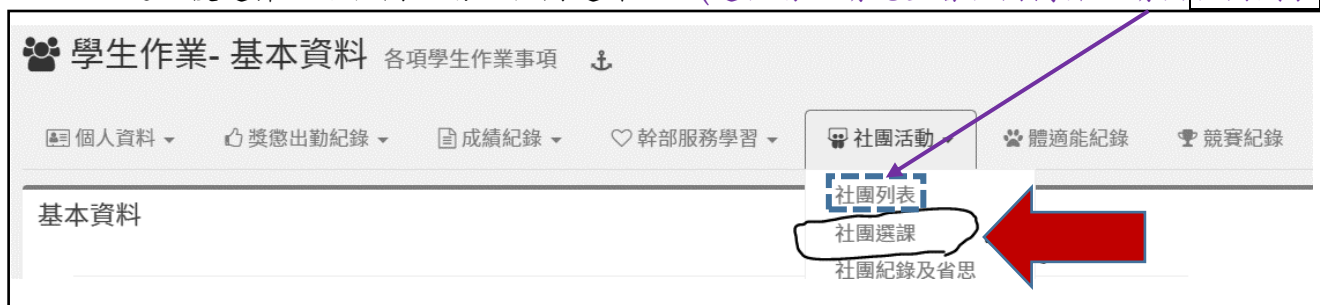 學生作業- 基本資料 各項學生作業事項
個人資料 獎懲出勤紀錄 成績紀錄 幹部服務學習 社團活動 體適能紀錄 競賽紀錄
社團列表
基本資料
社團選課
社團紀錄及省思